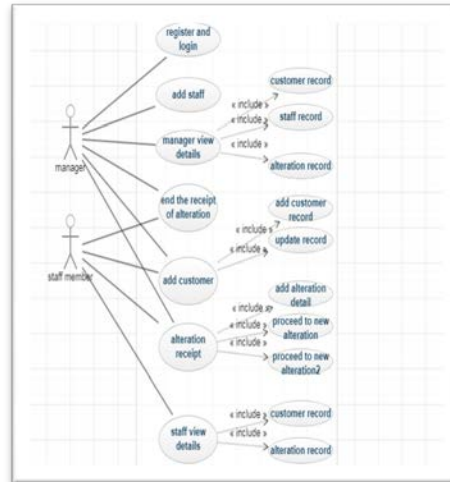 register and
login
add staff
manager view
details
end the receipt
of alteration
add customer
alteration
receipt
staff view
details
manager
staff member
« include »
« include »
« include »
customer record
staff record
alteration record
« include »
« include »
add customer
record
update record
« include »
« include »
« include »
add alteration
detail
proceed to new
alteration
proceed to new
alteration2
« include »
« include »
customer record
alteration record